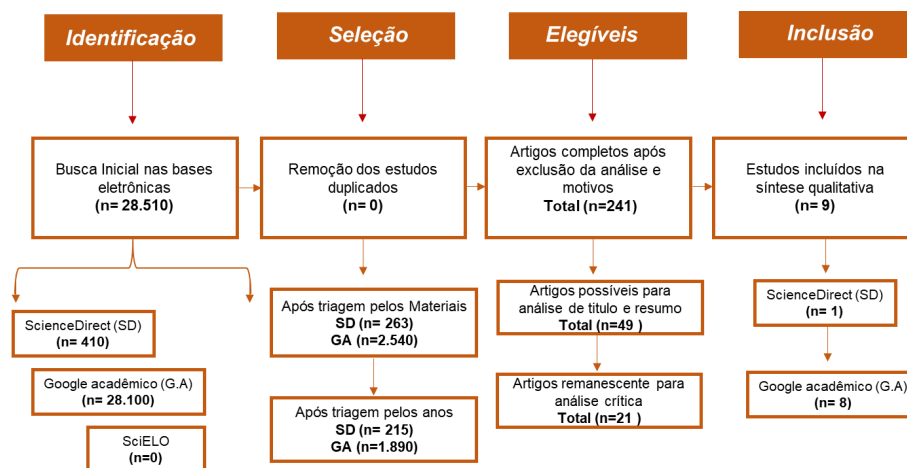 Identificação
Seleção
Elegíveis
Inclusão
Busca Inicial nas bases
eletrônicas
(n= 28.510)
Remoção dos estudos
duplicados
(n= 0)
Artigos completos após
exclusão da análise e
motivos
Total (n=241)
Estudos incluídos na
síntese qualitativa
(n= 9)
ScienceDirect (SD)
(n= 410)
Google acadêmico (G.A)
(n= 28.100)
SciELO
(n=0)
Após triagem pelos Materiais
SD (n= 263)
GA (n=2.540)
Após triagem pelos anos
SD (n= 215)
GA (n=1.890)
Artigos possíveis para
análise de titulo e resumo
Total (n=49 )
Artigos remanescente para
análise crítica
Total (n=21 )
ScienceDirect (SD)
(n= 1)
Google acadêmico (G.A)
(n= 8)